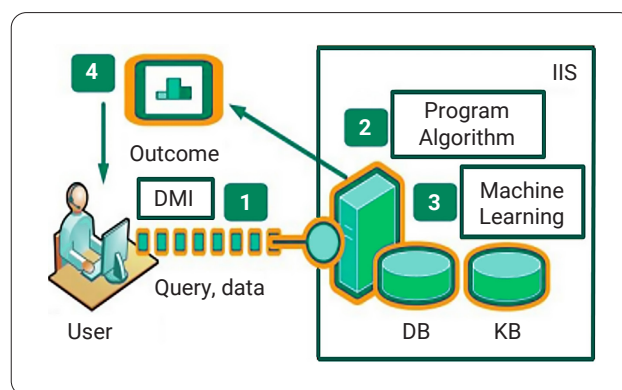 4
IIS
Program
Algorithm
2
Outcome
DMI
1
3
Machine
Learning
Query, data
User
DB
KB